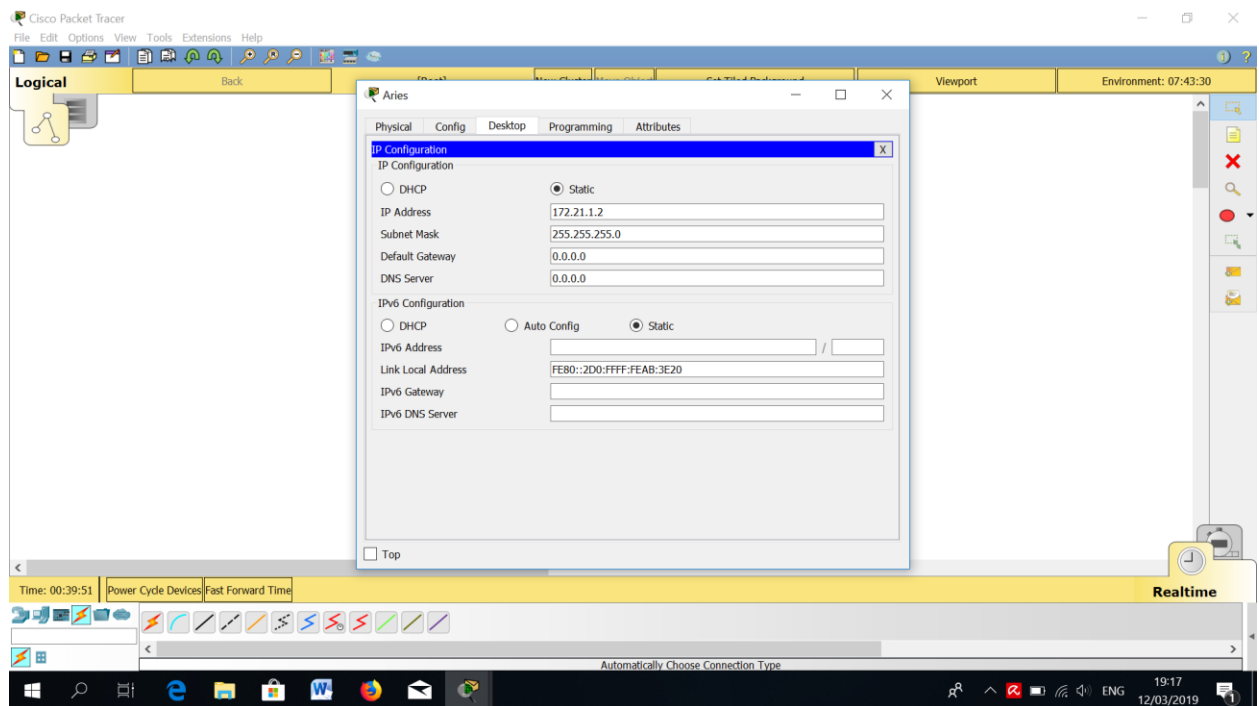 Cisco Packet Tracer
File Edit Options View Tools Extensions Help
Logical
Back
Viewport
Environment: 07:43:30
Aries
Physical Config Desktop Programming Attributes
IP Configuration X
IP Configuration
DHCP Static
IP Address 172.21.1.2
Subnet Mask 255.255.255.0
Default Gateway 0.0.0.0
DNS Server 0.0.0.0
IPv6 Configuration
DHCP Auto Config Static
IPv6 Address /
Link Local Address FE80::2D0:FFFF:FEAB:3E20
IPv6 Gateway
IPv6 DNS Server
Top
Time: 00:39:51 Power Cycle Devices Fast Forward Time
Realtime
Automatically Choose Connection Type
ENG
19:17
12/03/2019